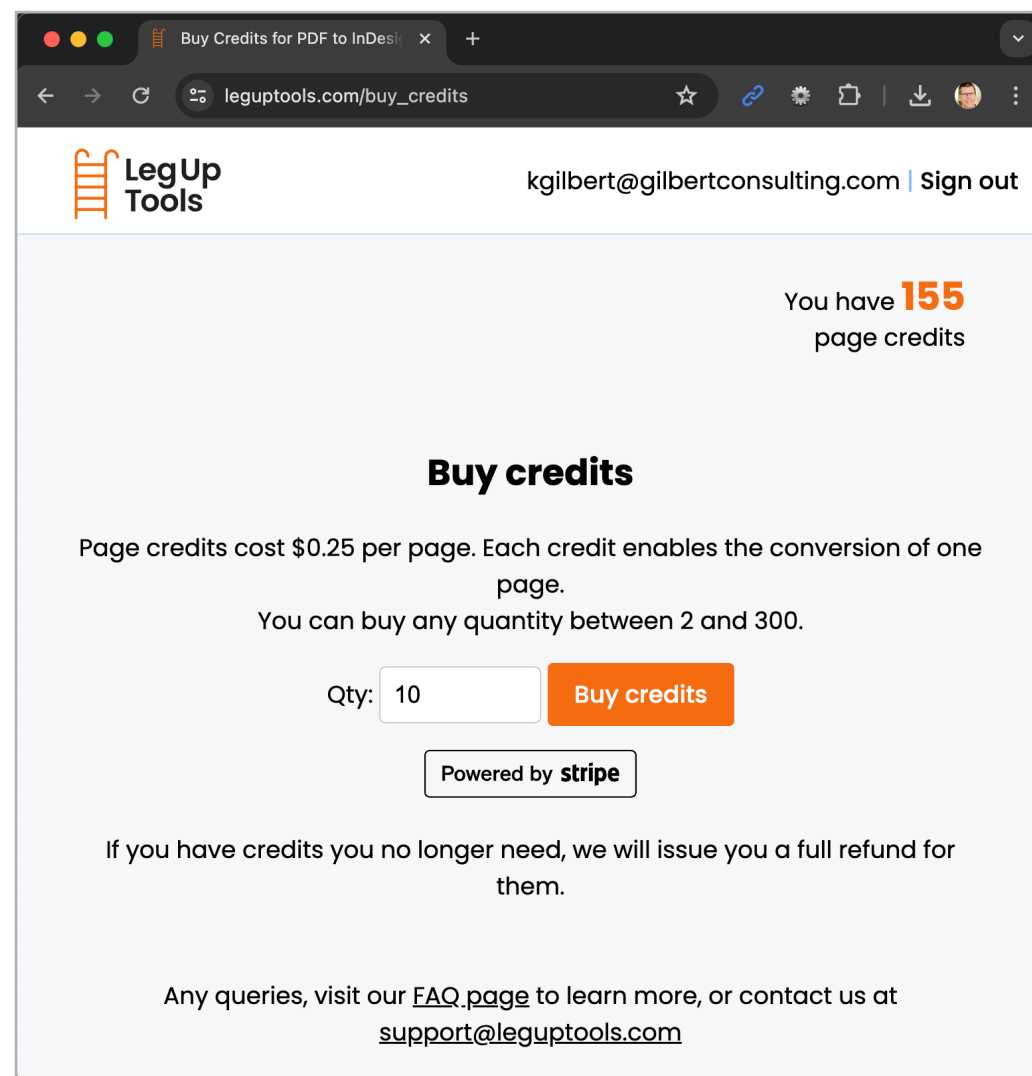 Buy Credits for PDF to InDesi
leguptools.com/buy_credits
LegUp
Tools
kgilbert@gilbertconsulting.com | Sign out
You have 155
page credits
Buy credits
Page credits cost $0.25 per page. Each credit enables the conversion of one
page.
You can buy any quantity between 2 and 300.
Qty: 10 Buy credits
Powered by stripe
If you have credits you no longer need, we will issue you a full refund for
them.
Any queries, visit our FAQ page to learn more, or contact us at
support@leguptools.com